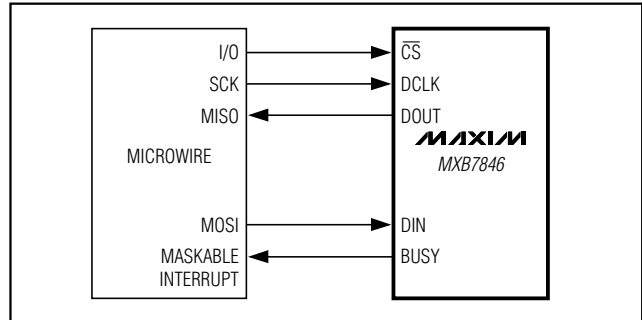 I/O
SCK
MISO
MICROWIRE
MOSI
MASKABLE
INTERRUPT
CS
DCLK
DOUT
MAXIM
MXB7846
DIN
BUSY